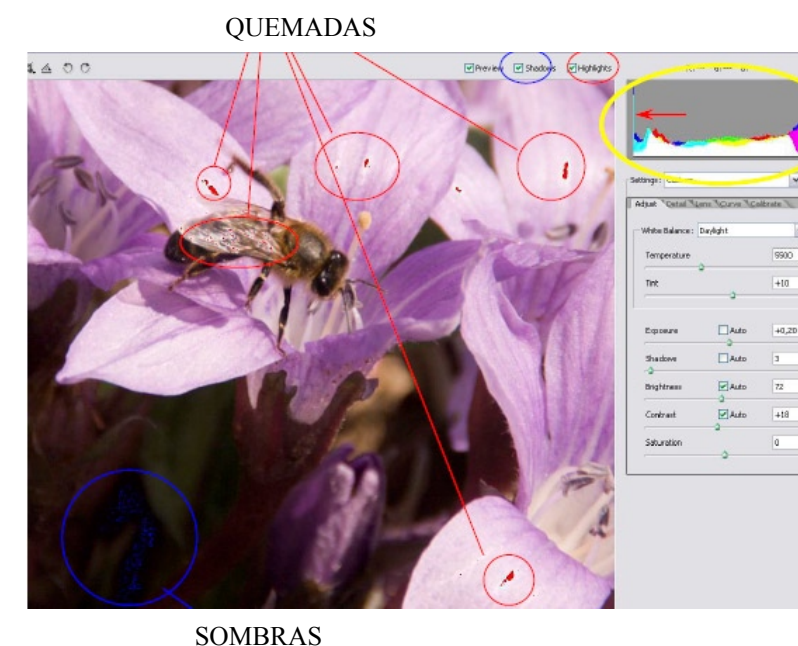 QUEMADAS
Preview Shadows Highlights
Settings:
Adjust Detail Lens Curve Calibrate
White Balance: Daylight
Temperature 5500
Tint +10
Exposure Auto +0,20
Shadows Auto 3
Brightness Auto 72
Contrast Auto +18
Saturation 0
SOMBRAS